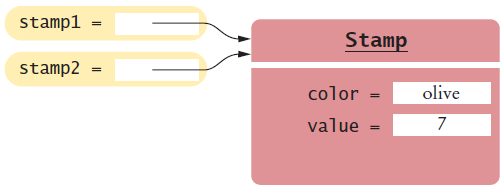 stamp1 =
stamp2 =
Stamp
color = olive
value = 7